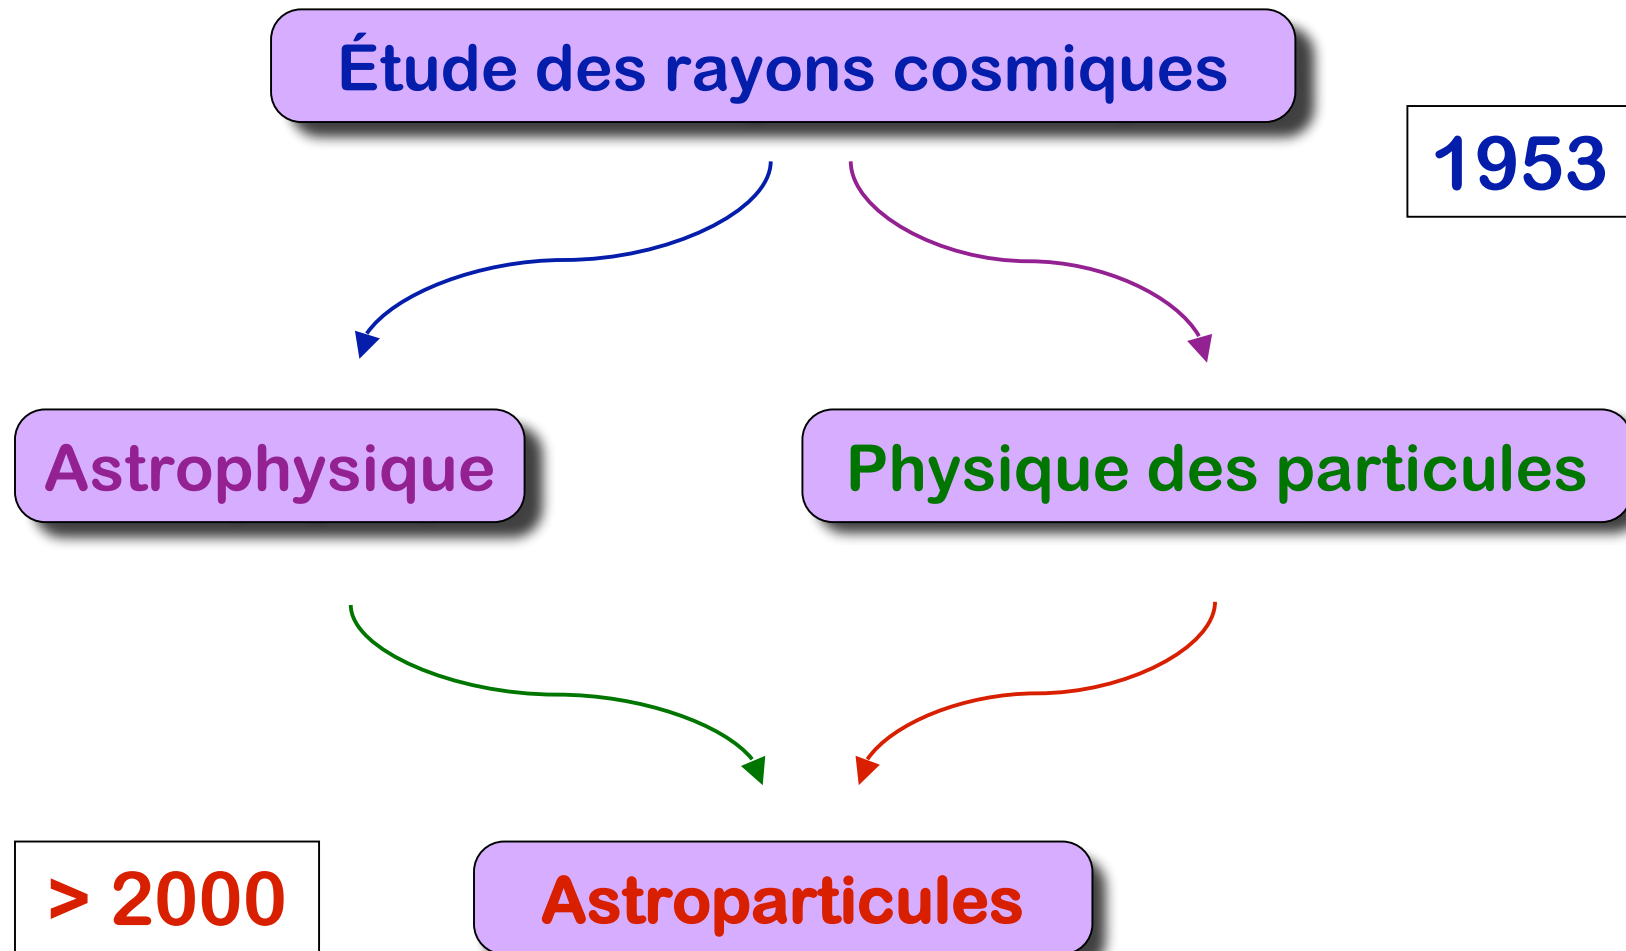 Étude des rayons cosmiques
1953
Astrophysique
Physique des particules
> 2000
Astroparticules